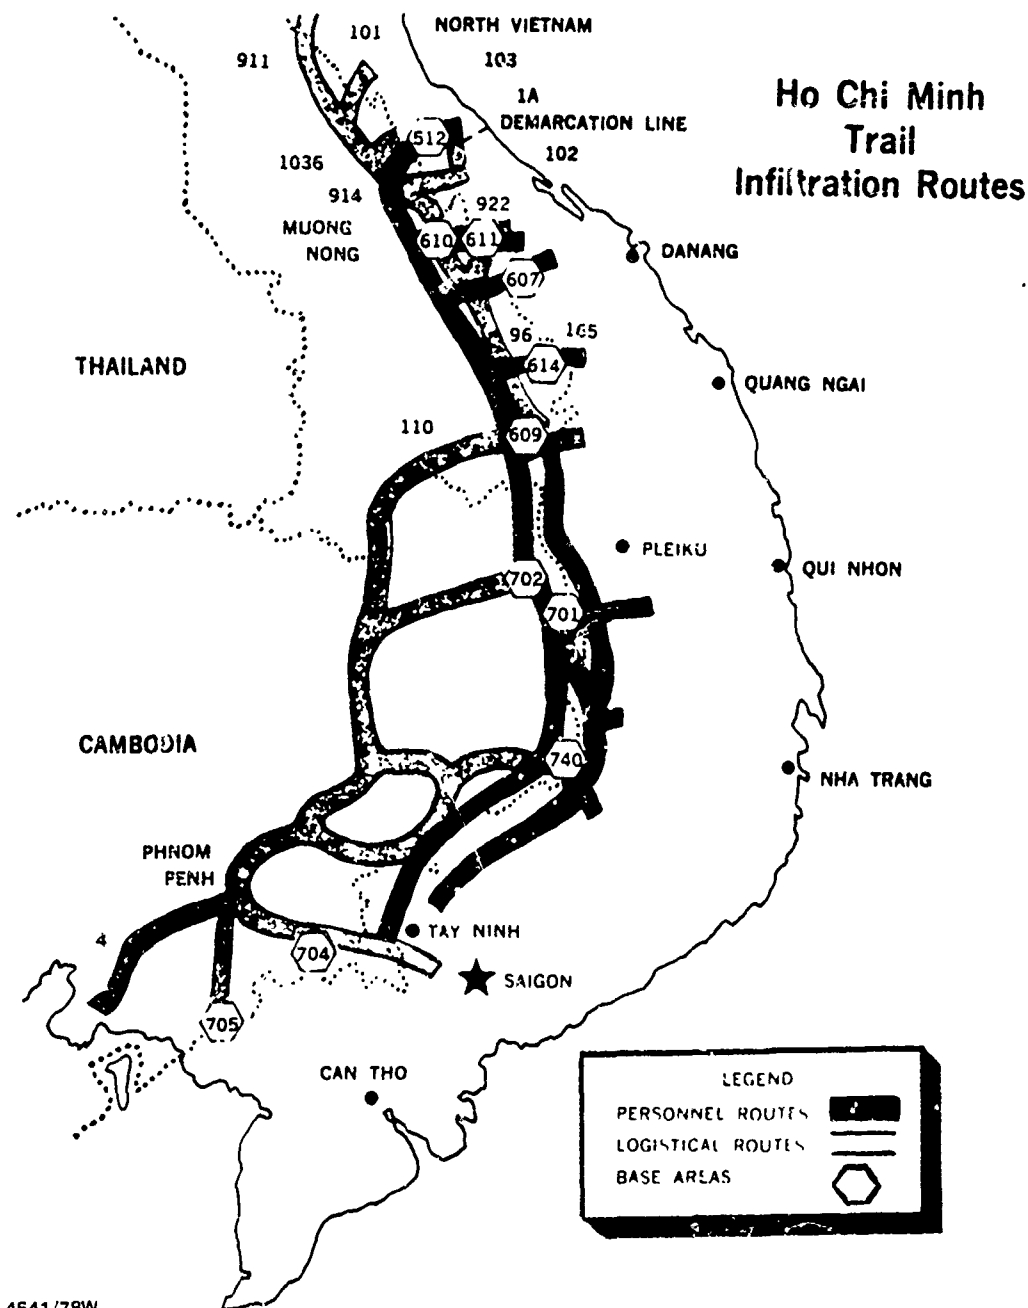 Ho Chi Minh
Trail
Infiltration Routes
NORTH VIETNAM
101
103
911
1A
DEMARCATION LINE
512
102
1036
914
922
MUONG
NONG
610
611
DANANG
607
96
165
THAILAND
614
QUANG NGAI
110
609
PLEIKU
QUI NHON
702
701
CAMBODIA
740
NHA TRANG
PHNOM
PENH
4
TAY NINH
704
SAIGON
705
CAN THO
LEGEND
PERSONNEL ROUTES
LOGISTICAL ROUTES
BASE AREAS
4641/78W